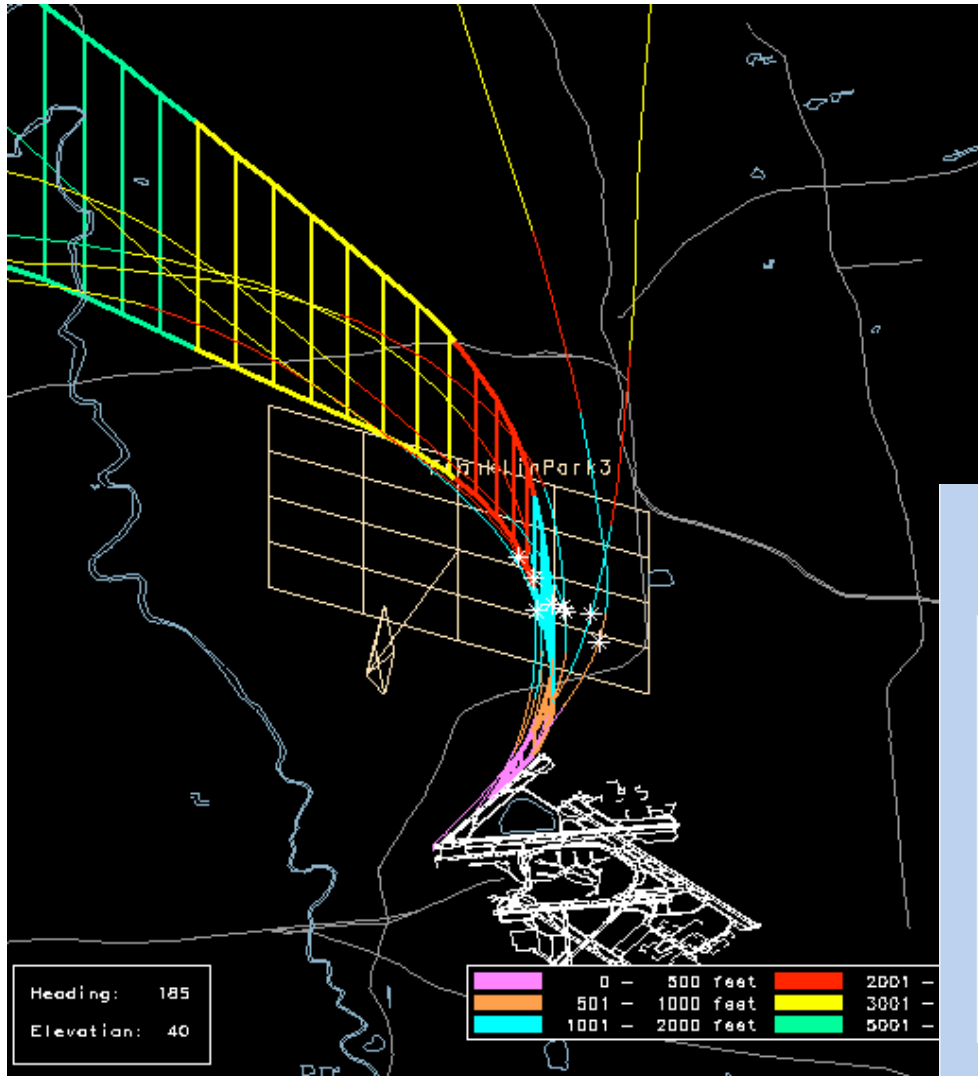 FranklinPark3
Heading: 185
Elevation: 40
0 - 500 feet
501 - 1000 feet
1001 - 2000 feet
2001 -
3001 -
5001 -